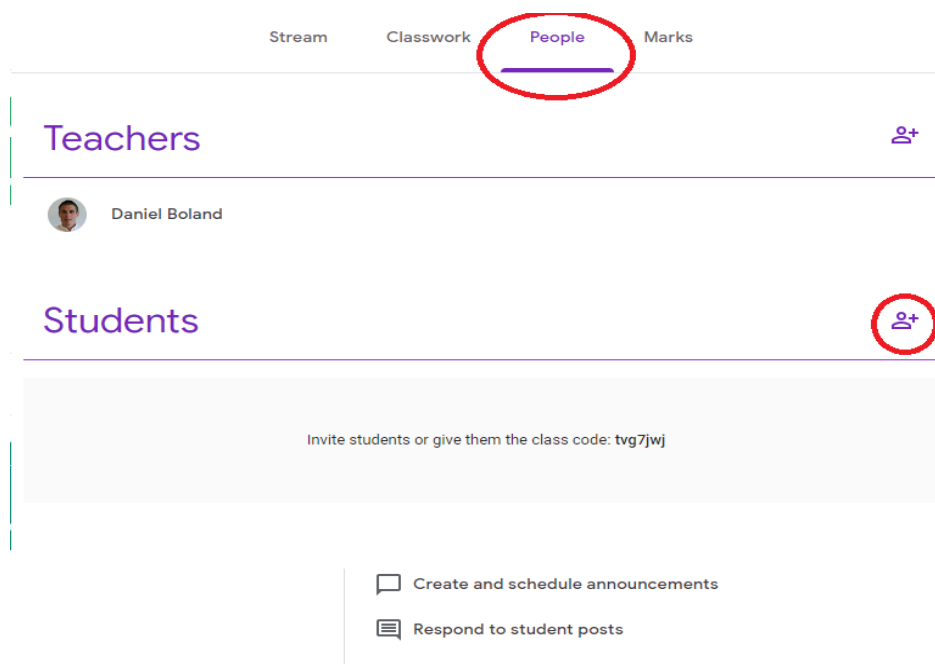 Stream Classwork People Marks
Teachers
Daniel Boland
Students
Invite students or give them the class code: tvg7jwj
Create and schedule announcements
Respond to student posts